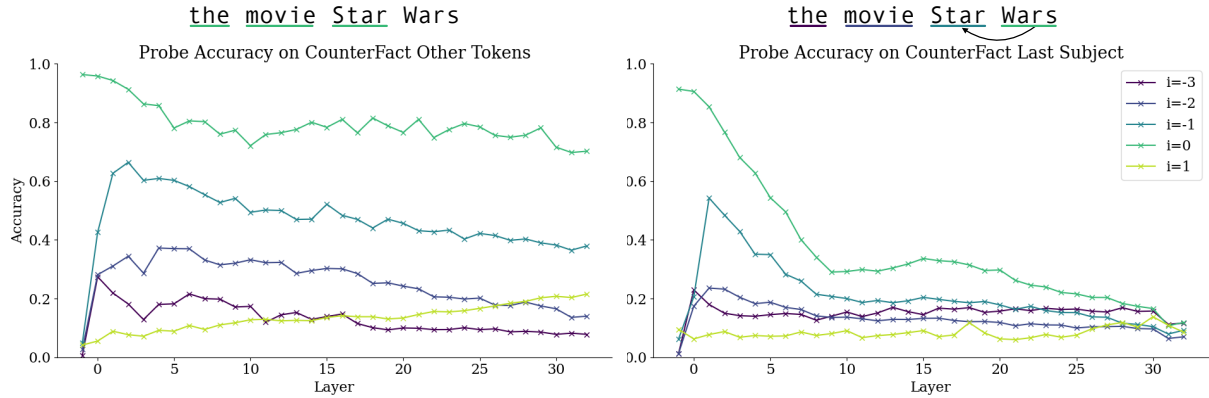 the movie Star Wars
Probe Accuracy on CounterFact Other Tokens
1.0
0.8
0.6
0.4
0.2
0.0
Accuracy
0 5 10 15 20 25 30
Layer
the movie Star Wars
Probe Accuracy on CounterFact Last Subject
1.0
0.8
0.6
0.4
0.2
0.0
i=-3
i=-2
i=-1
i=0
i=1
0 5 10 15 20 25 30
Layer